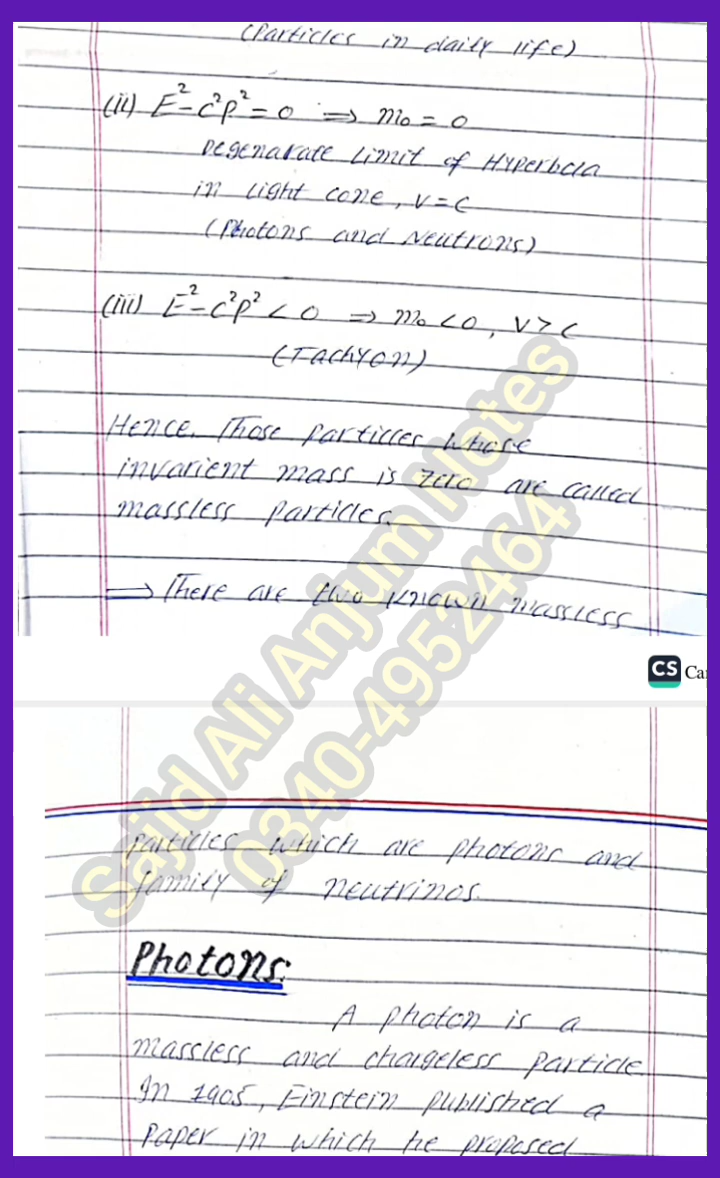 (Particles in daily life)
(ii) E² - c²p² = 0 ⟹ m₀ = 0
Degenarate Limit of Hyperbola
in light cone, v = c
(Photons and Neutrons)
(iii) E² - c²p² < 0 ⟹ m₀ < 0, v > c
(Tachyon)
Hence. Those particles whose
invarient mass is zero are called
massless particles.
⟹ There are two known massless
CS Ca
particles which are photons and
family of neutrinos.
Photons:
A photon is a
massless and chargeless particle
In 1905, Einstein published a
paper in which he proposed
Sajid Ali Anjum Notes
0340-4952464